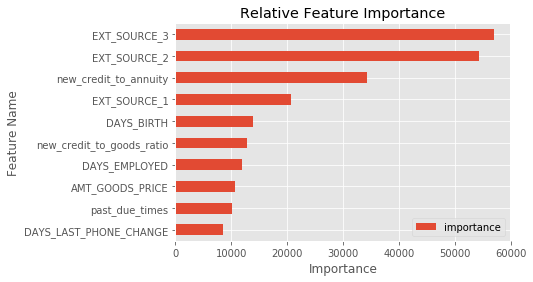 Relative Feature Importance
Feature Name
EXT_SOURCE_3
EXT_SOURCE_2
new_credit_to_annuity
EXT_SOURCE_1
DAYS_BIRTH
new_credit_to_goods_ratio
DAYS_EMPLOYED
AMT_GOODS_PRICE
past_due_times
DAYS_LAST_PHONE_CHANGE
importance
0 10000 20000 30000 40000 50000 60000
Importance